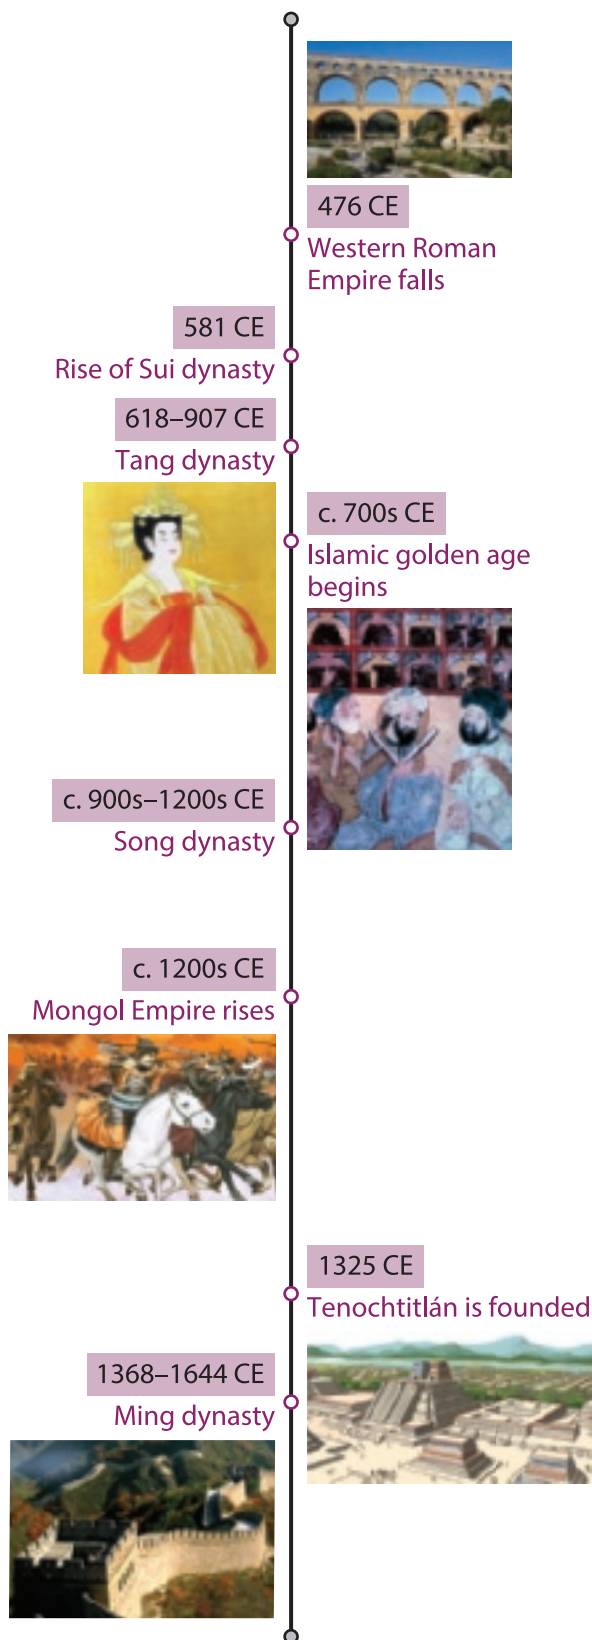 476 CE
Western Roman
Empire falls
581 CE
Rise of Sui dynasty
618–907 CE
Tang dynasty
c. 700s CE
Islamic golden age
begins
c. 900s–1200s CE
Song dynasty
c. 1200s CE
Mongol Empire rises
1325 CE
Tenochtitlán is founded
1368–1644 CE
Ming dynasty